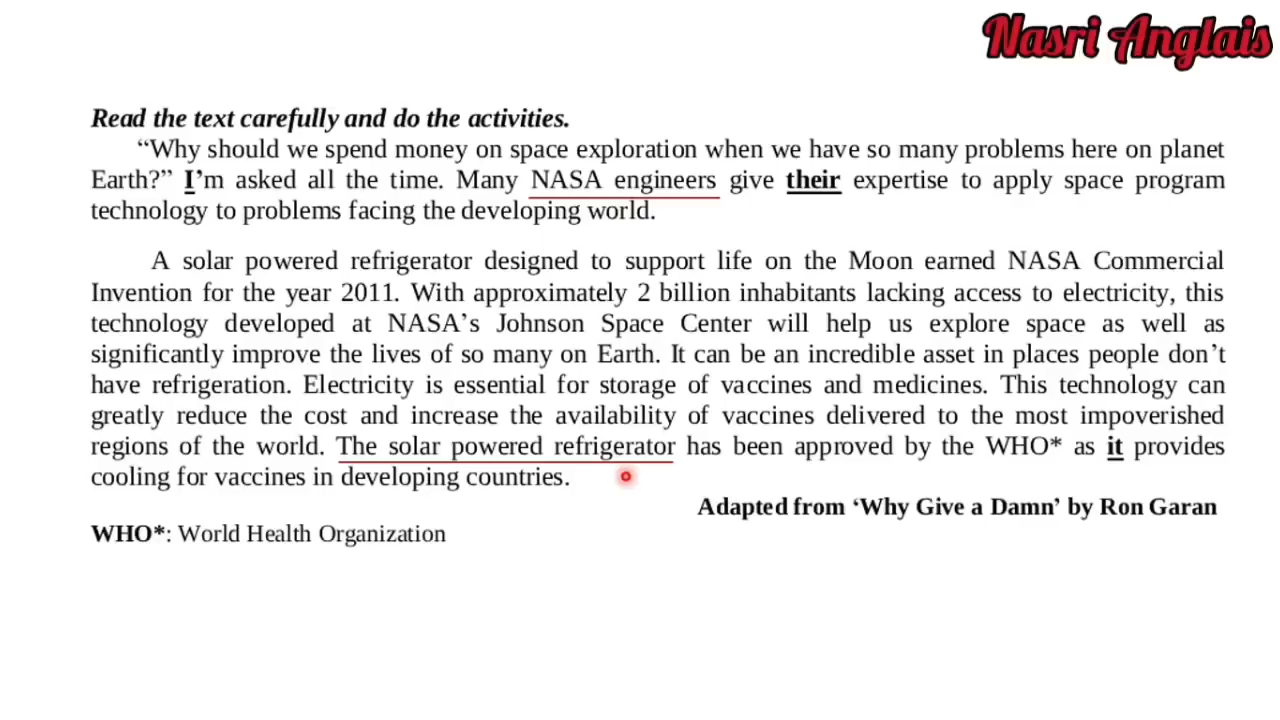 Nasri Anglais
Read the text carefully and do the activities.
“Why should we spend money on space exploration when we have so many problems here on planet
Earth?” I’m asked all the time. Many NASA engineers give their expertise to apply space program
technology to problems facing the developing world.
A solar powered refrigerator designed to support life on the Moon earned NASA Commercial
Invention for the year 2011. With approximately 2 billion inhabitants lacking access to electricity, this
technology developed at NASA’s Johnson Space Center will help us explore space as well as
significantly improve the lives of so many on Earth. It can be an incredible asset in places people don’t
have refrigeration. Electricity is essential for storage of vaccines and medicines. This technology can
greatly reduce the cost and increase the availability of vaccines delivered to the most impoverished
regions of the world. The solar powered refrigerator has been approved by the WHO* as it provides
cooling for vaccines in developing countries.
Adapted from ‘Why Give a Damn’ by Ron Garan
WHO*: World Health Organization